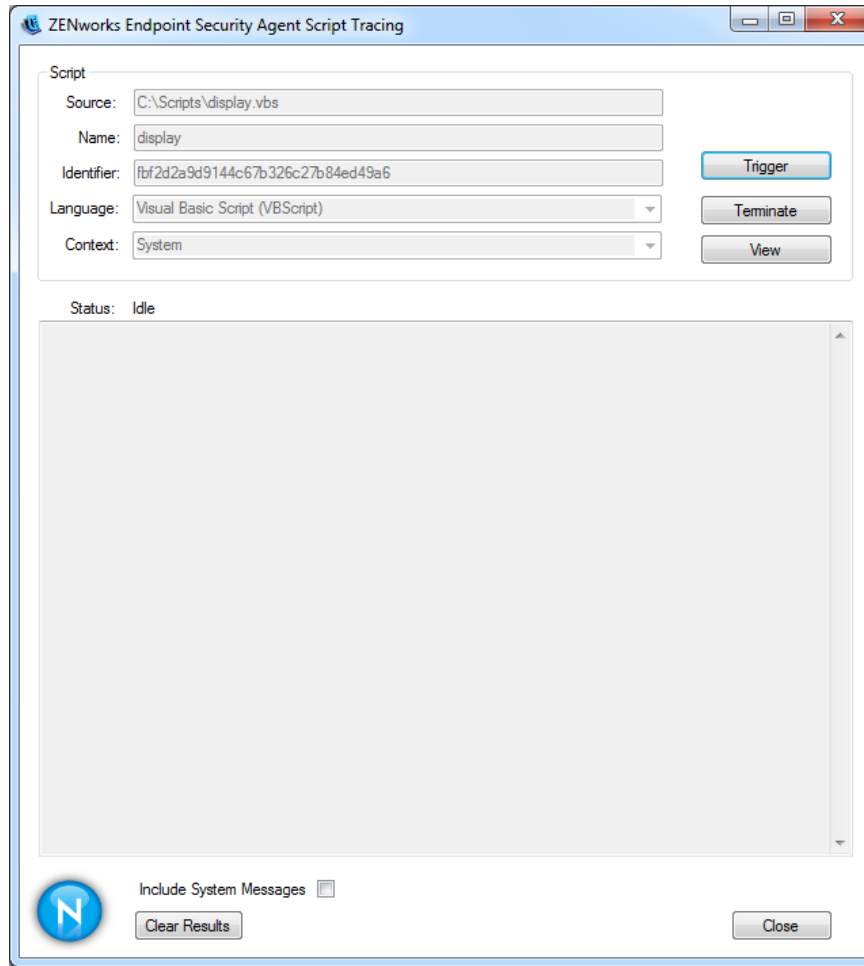 ZENworks Endpoint Security Agent Script Tracing
Script
Source: C:\Scripts\display.vbs
Name: display
Identifier: fbf2d2a9d9144c67b326c27b84ed49a6
Trigger
Language: Visual Basic Script (VBScript)
Terminate
Context: System
View
Status: Idle
Include System Messages
N
Clear Results
Close